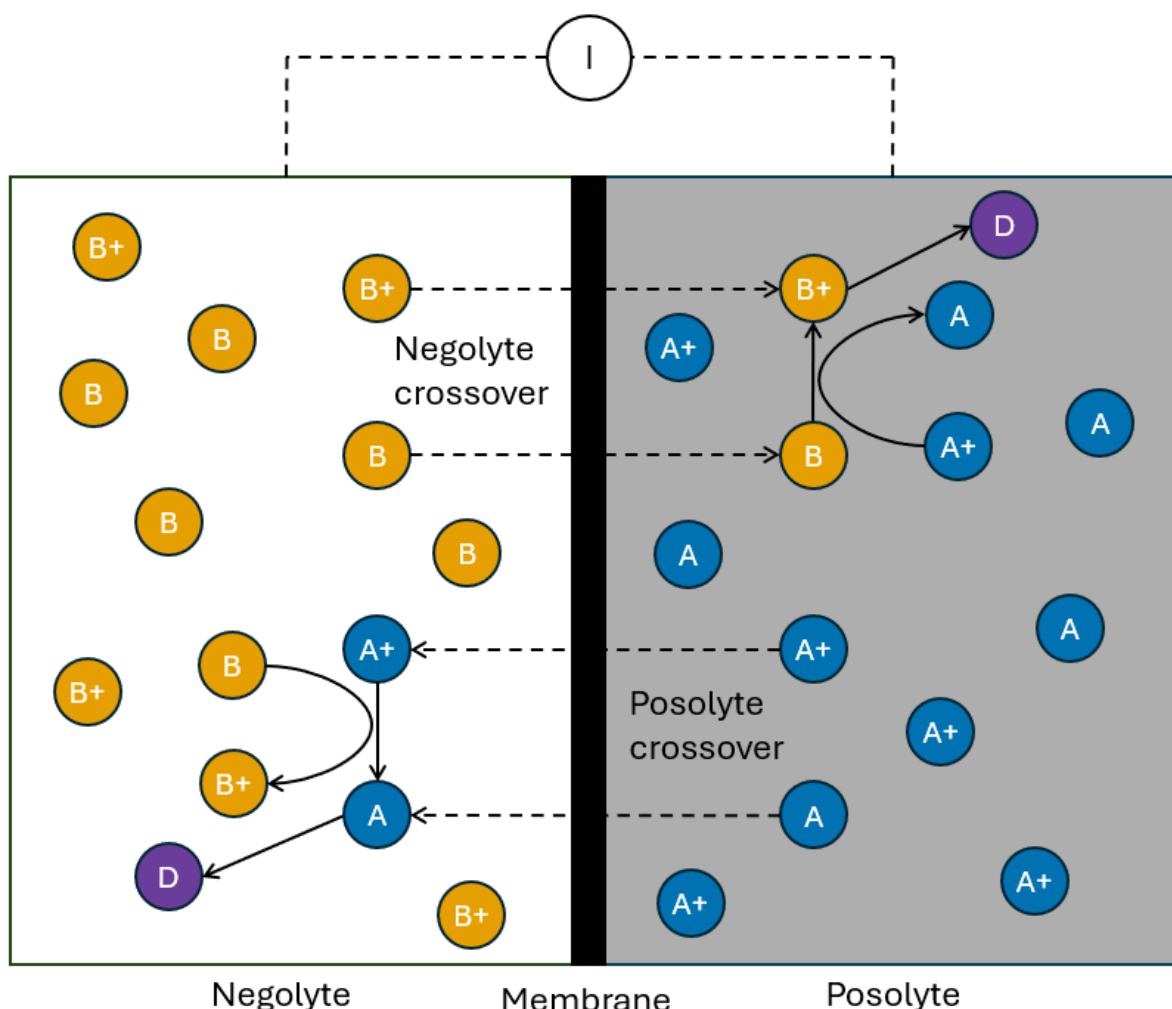 I
D
B+
B+
B+
A
B
Negolyte
crossover
A+
B
A
B
B
A+
B
B
A
A
B
A+
A+
B+
Posolyte
crossover
A+
B+
A
A
D
A+
B+
A+
Negolyte
Membrane
Posolyte